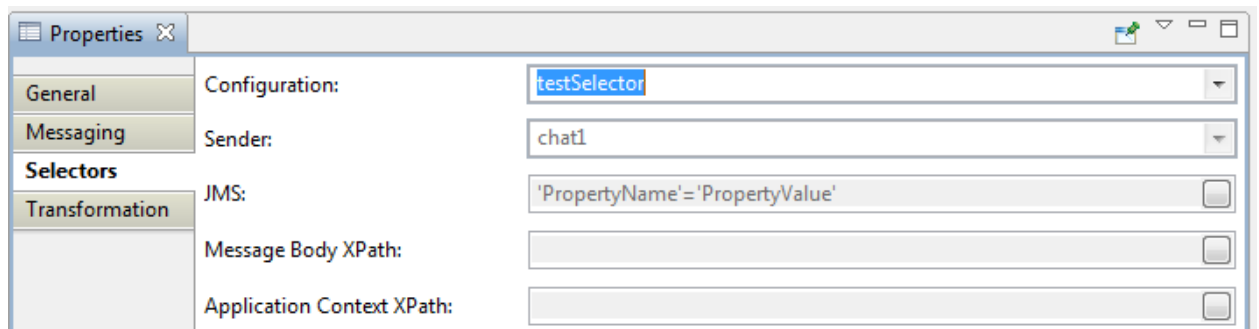 Properties
General
Messaging
Selectors
Transformation
Configuration: testSelector
Sender: chat1
JMS: 'PropertyName'='PropertyValue'
Message Body XPath:
Application Context XPath: